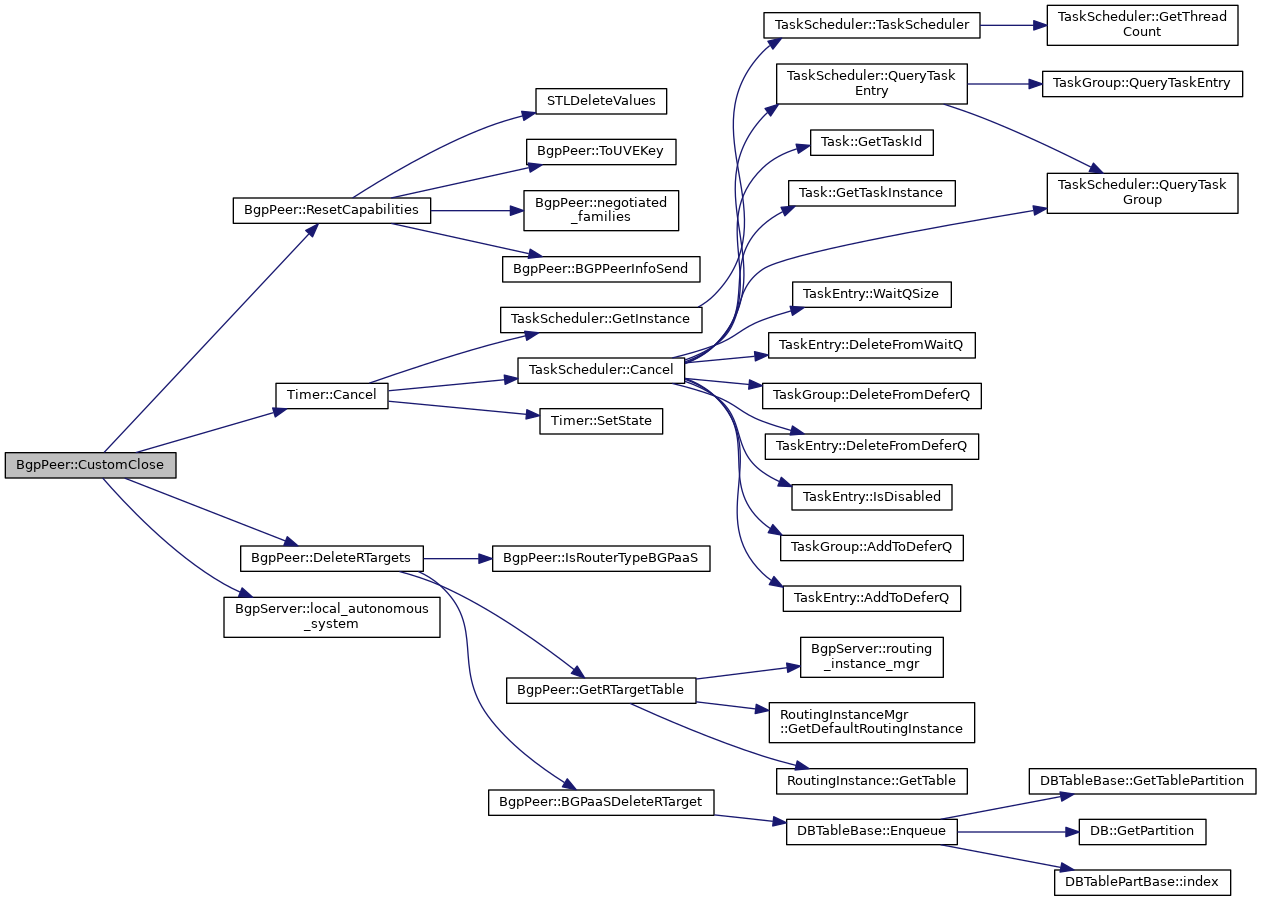 BgpPeer::CustomClose
BgpPeer::ResetCapabilities
Timer::Cancel
BgpPeer::DeleteRTargets
BgpServer::local_autonomous
_system
STLDeleteValues
BgpPeer::ToUVEKey
BgpPeer::negotiated
_families
BgpPeer::BGPPeerInfoSend
TaskScheduler::GetInstance
TaskScheduler::Cancel
Timer::SetState
BgpPeer::IsRouterTypeBGPaaS
BgpPeer::GetRTargetTable
BgpPeer::BGPaaSDeleteRTarget
TaskScheduler::TaskScheduler
TaskScheduler::QueryTask
Entry
Task::GetTaskId
Task::GetTaskInstance
TaskEntry::WaitQSize
TaskEntry::DeleteFromWaitQ
TaskGroup::DeleteFromDeferQ
TaskEntry::DeleteFromDeferQ
TaskEntry::IsDisabled
TaskGroup::AddToDeferQ
TaskEntry::AddToDeferQ
BgpServer::routing
_instance_mgr
RoutingInstanceMgr
::GetDefaultRoutingInstance
RoutingInstance::GetTable
DBTableBase::Enqueue
TaskScheduler::GetThread
Count
TaskGroup::QueryTaskEntry
TaskScheduler::QueryTask
Group
DBTableBase::GetTablePartition
DB::GetPartition
DBTablePartBase::index